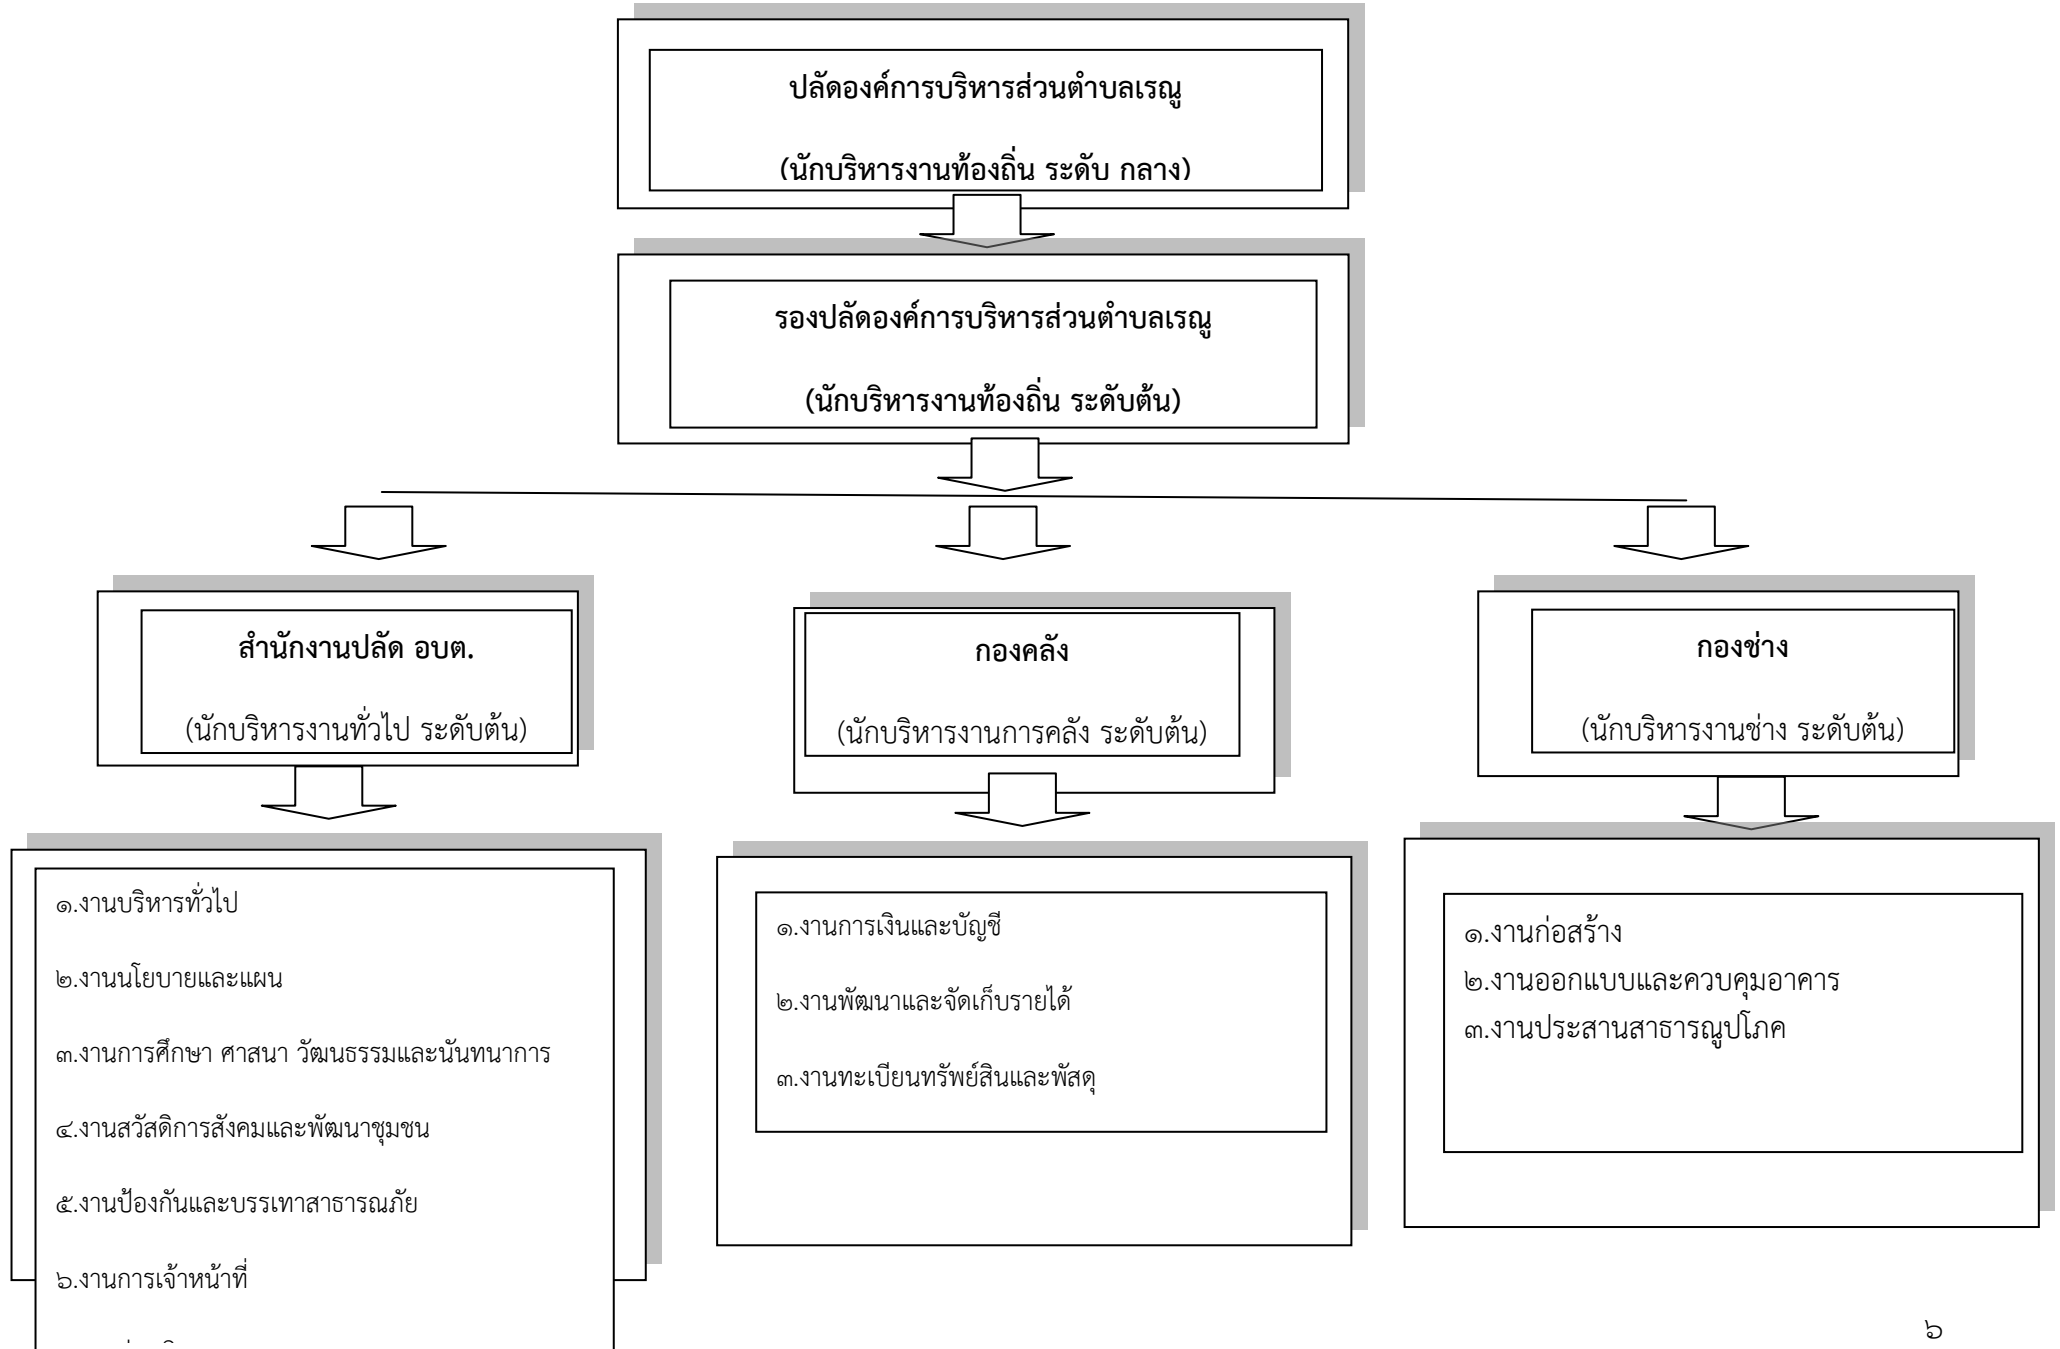 ปลัดองค์การบริหารส่วนตำบลเรณู
(นักบริหารงานท้องถิ่น ระดับ กลาง)
รองปลัดองค์การบริหารส่วนตำบลเรณู
(นักบริหารงานท้องถิ่น ระดับต้น)
สำนักงานปลัด อบต.
(นักบริหารงานทั่วไป ระดับต้น)
กองคลัง
(นักบริหารงานการคลัง ระดับต้น)
กองช่าง
(นักบริหารงานช่าง ระดับต้น)
๑.งานบริหารทั่วไป
๒.งานนโยบายและแผน
๓.งานการศึกษา ศาสนา วัฒนธรรมและนันทนาการ
๔.งานสวัสดิการสังคมและพัฒนาชุมชน
๕.งานป้องกันและบรรเทาสาธารณภัย
๖.งานการเจ้าหน้าที่
๑.งานการเงินและบัญชี
๒.งานพัฒนาและจัดเก็บรายได้
๓.งานทะเบียนทรัพย์สินและพัสดุ
๑.งานก่อสร้าง
๒.งานออกแบบและควบคุมอาคาร
๓.งานประสานสาธารณูปโภค
๖